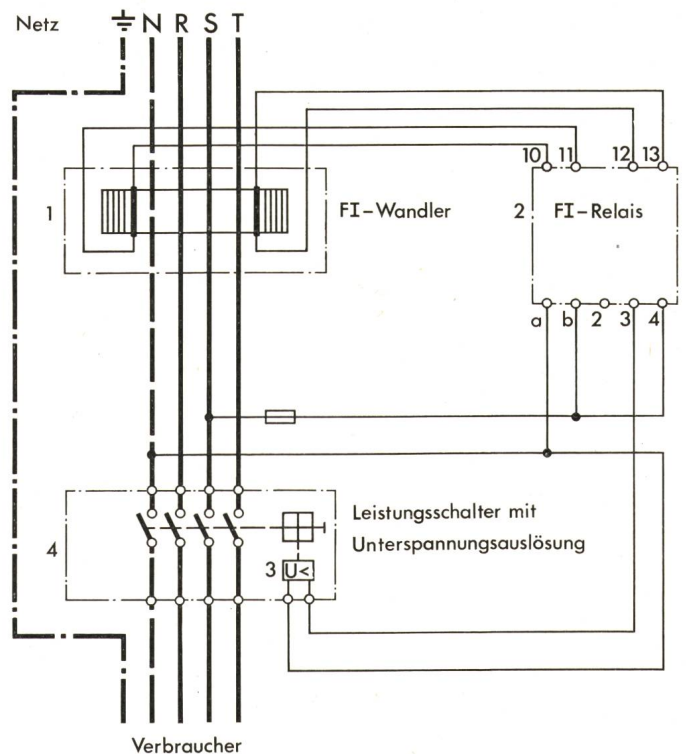 Netz N R S T
10 11 12 13
1 FI-Wandler 2 FI-Relais
a b 2 3 4
Leistungsschalter mit
4 Unterspannungsauslösung
3 U<
Verbraucher